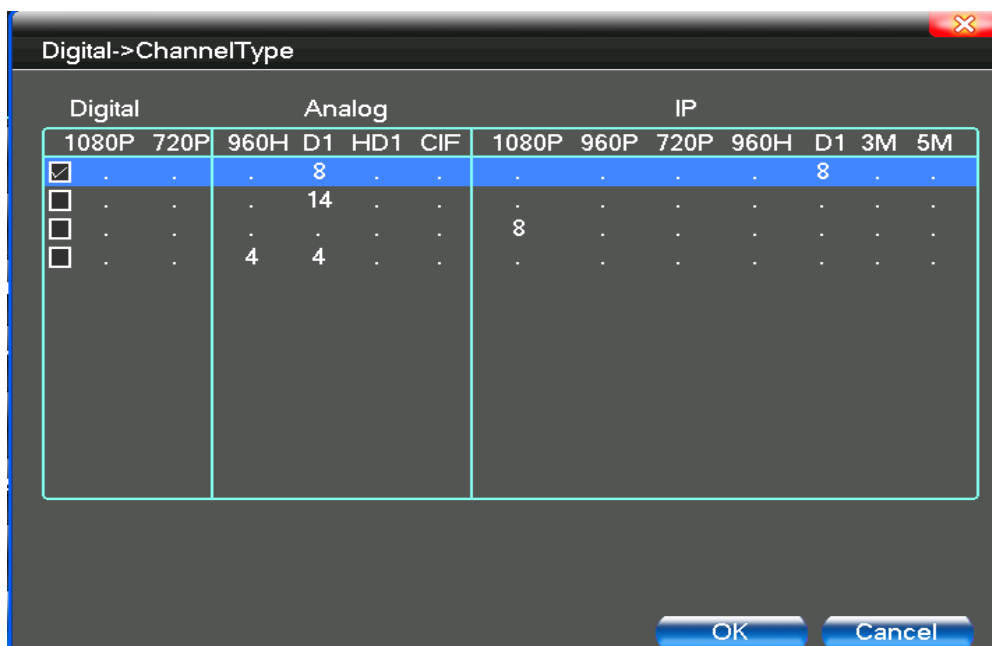 Digital->ChannelType
Digital Analog IP
1080P 720P 960H D1 HD1 CIF 1080P 960P 720P 960H D1 3M 5M
. . . 8 . . . . . . 8 . .
. . . 14 . . . . . . . . .
. . . . . . 8 . . . . . .
. . 4 4 . . . . . . . . .
OK Cancel